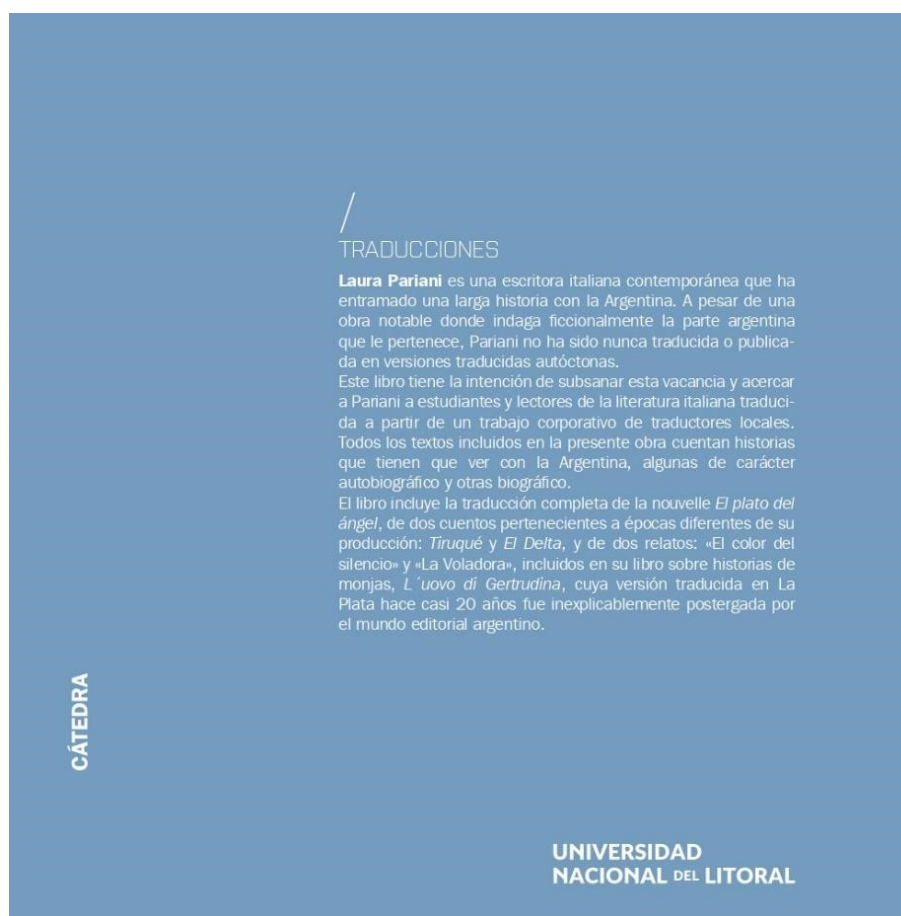 /
TRADUCCIONES
Laura Pariani es una escritora italiana contemporánea que ha
entramado una larga historia con la Argentina. A pesar de una
obra notable donde indaga ficcionalmente la parte argentina
que le pertenece, Pariani no ha sido nunca traducida o publica-
da en versiones traducidas autóctonas.
Este libro tiene la intención de subsanar esta vacancia y acercar
a Pariani a estudiantes y lectores de la literatura italiana traduci-
da a partir de un trabajo corporativo de traductores locales.
Todos los textos incluidos en la presente obra cuentan historias
que tienen que ver con la Argentina, algunas de carácter
autobiográfico y otras biográfico.
El libro incluye la traducción completa de la nouvelle El plato del
ángel, de dos cuentos pertenecientes a épocas diferentes de su
producción: Tiruqué y El Delta, y de dos relatos: «El color del
silencio» y «La Voladora», incluidos en su libro sobre historias de
monjas, L´uovo di Gertrudina, cuya versión traducida en La
Plata hace casi 20 años fue inexplicablemente postergada por
el mundo editorial argentino.
CÁTEDRA
UNIVERSIDAD
NACIONAL DEL LITORAL